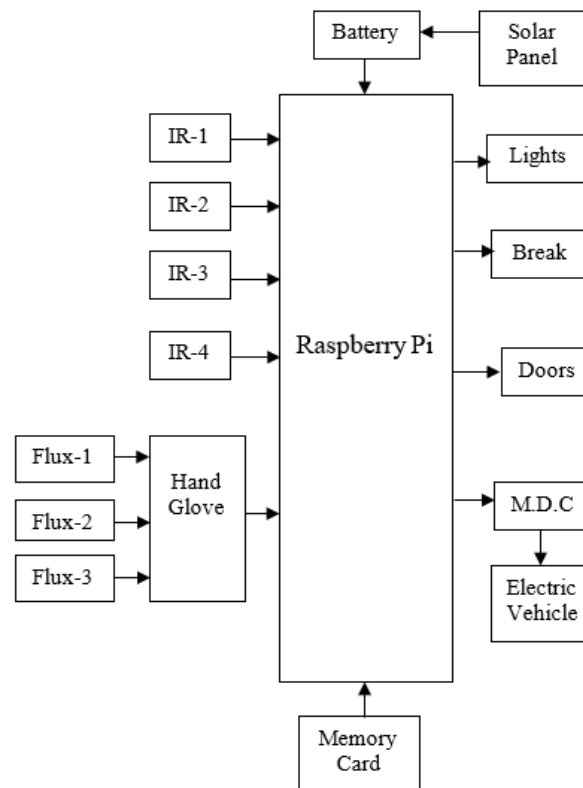 Battery
Solar
Panel
IR-1
Lights
IR-2
Break
IR-3
IR-4
Raspberry Pi
Doors
Flux-1
Hand
Glove
M.D.C
Flux-2
Flux-3
Electric
Vehicle
Memory
Card